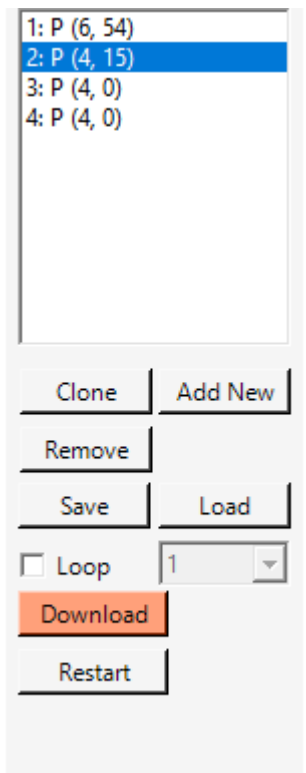 1: P (6, 54)
2: P (4, 15)
3: P (4, 0)
4: P (4, 0)
Clone Add New
Remove
Save Load
Loop 1
Download
Restart